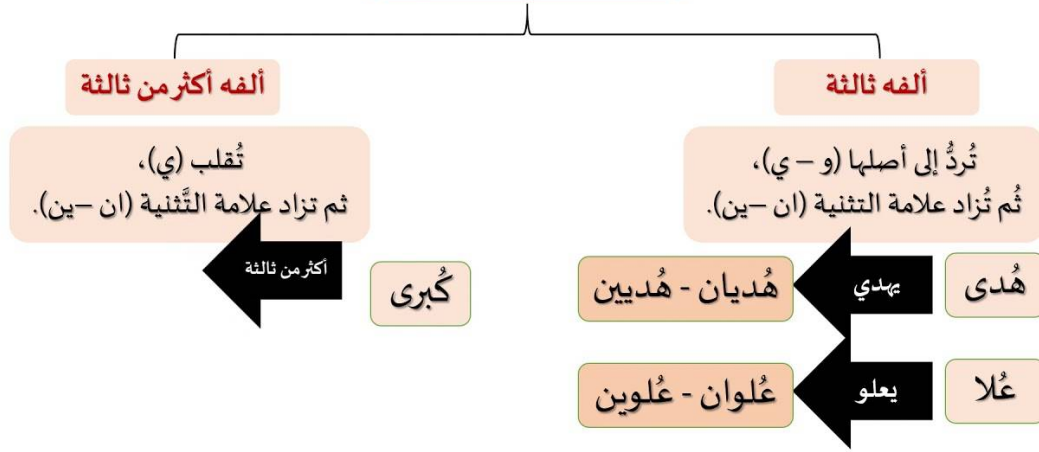 ألفه ثالثة
تُردُّ إلى أصلها (و – ي)،
ثُم تُزاد علامة التثنية (ان –ين).
هُدى
يهدي
هُديان - هُديين
عُلا
يعلو
عُلوان - عُلوين
ألفه أكثر من ثالثة
تُقلب (ي)،
ثم تزاد علامة التَّثنية (ان –ين).
كُبرى
أكثر من ثالثة